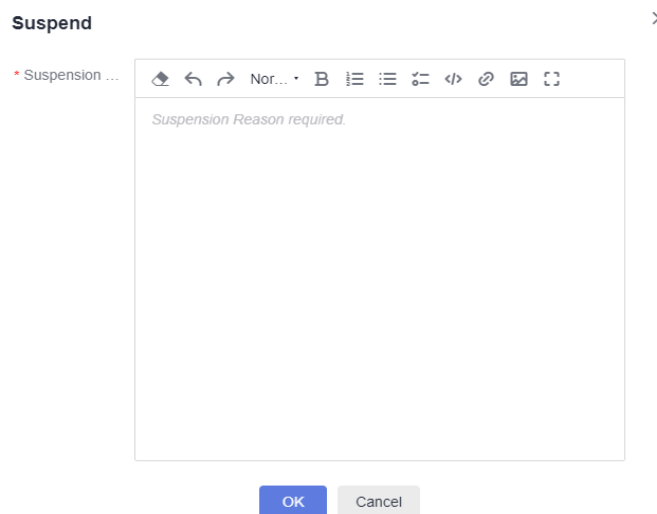 Suspend
* Suspension ...
Nor...
B
Suspension Reason required.
OK
Cancel